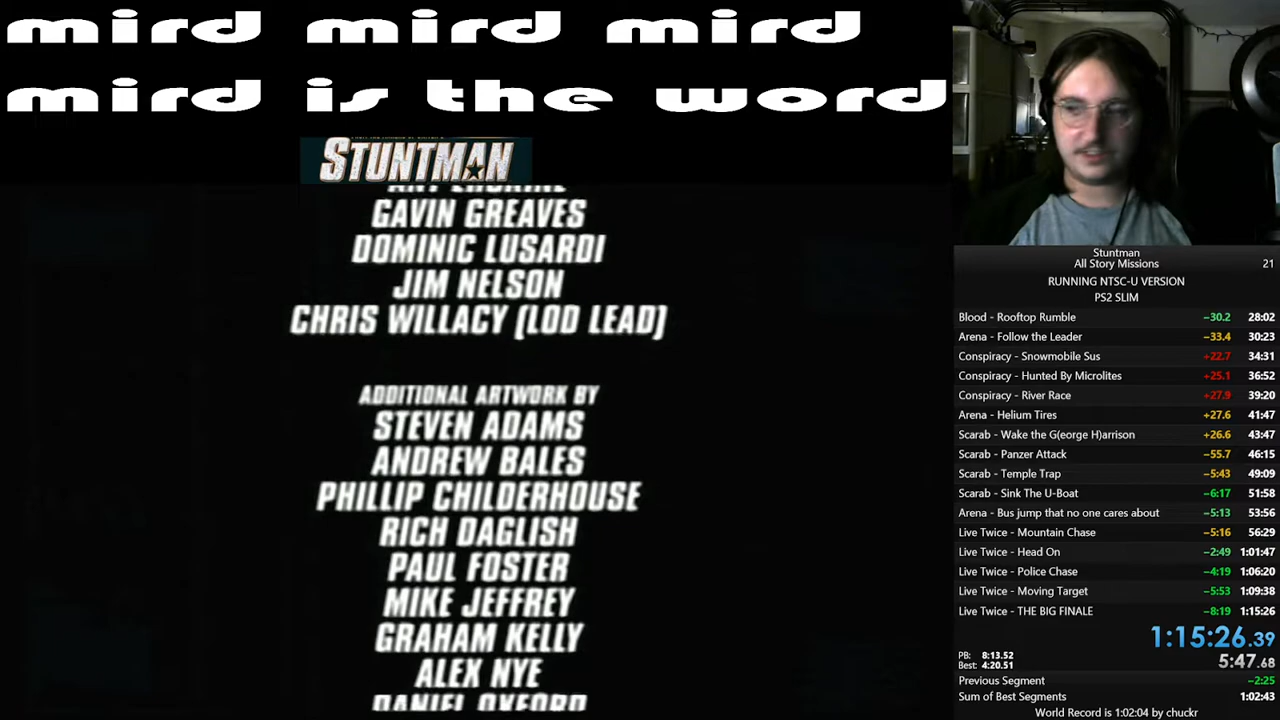 mird mird mird
mird is the word
STUNTMAN
GAVIN GREAVES
DOMINIC LUSARDI
JIM NELSON
CHRIS WILLACY (LOD LEAD)
ADDITIONAL ARTWORK BY
STEVEN ADAMS
ANDREW BALES
PHILLIP CHILDERHOUSE
RICH DAGLISH
PAUL FOSTER
MIKE JEFFREY
GRAHAM KELLY
ALEX NYE
DANIEL OXFORD
Stuntman
All Story Missions 21
RUNNING NTSC-U VERSION
PS2 SLIM
Blood - Rooftop Rumble −30.2 28:02
Arena - Follow the Leader −33.4 30:23
Conspiracy - Snowmobile Sus +22.7 34:31
Conspiracy - Hunted By Microlites +25.1 36:52
Conspiracy - River Race +27.9 39:20
Arena - Helium Tires +27.6 41:47
Scarab - Wake the G(eorge H)arrison +26.6 43:47
Scarab - Panzer Attack −55.7 46:15
Scarab - Temple Trap −5:43 49:09
Scarab - Sink The U-Boat −6:17 51:58
Arena - Bus jump that no one cares about −5:13 53:56
Live Twice - Mountain Chase −5:16 56:29
Live Twice - Head On −2:49 1:01:47
Live Twice - Police Chase −4:19 1:06:20
Live Twice - Moving Target −5:53 1:09:38
Live Twice - THE BIG FINALE −8:19 1:15:26
1:15:26.39
PB: 8:13.52
Best: 4:20.51
5:47.68
Previous Segment −2:25
Sum of Best Segments 1:02:43
World Record is 1:02:04 by chuckr